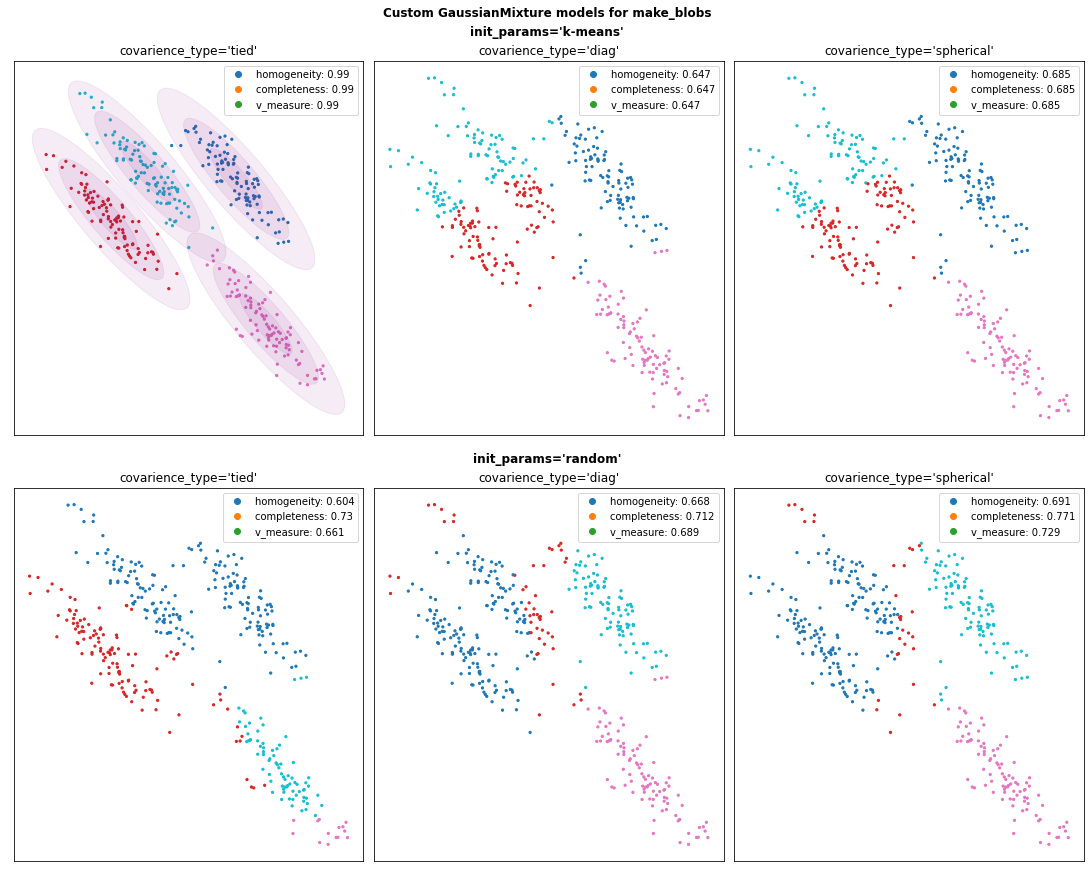 Custom GaussianMixture models for make_blobs
init_params='k-means'
covarience_type='tied'
covarience_type='diag'
covarience_type='spherical'
homogeneity: 0.99
completeness: 0.99
v_measure: 0.99
homogeneity: 0.647
completeness: 0.647
v_measure: 0.647
homogeneity: 0.685
completeness: 0.685
v_measure: 0.685
init_params='random'
covarience_type='tied'
covarience_type='diag'
covarience_type='spherical'
homogeneity: 0.604
completeness: 0.73
v_measure: 0.661
homogeneity: 0.668
completeness: 0.712
v_measure: 0.689
homogeneity: 0.691
completeness: 0.771
v_measure: 0.729